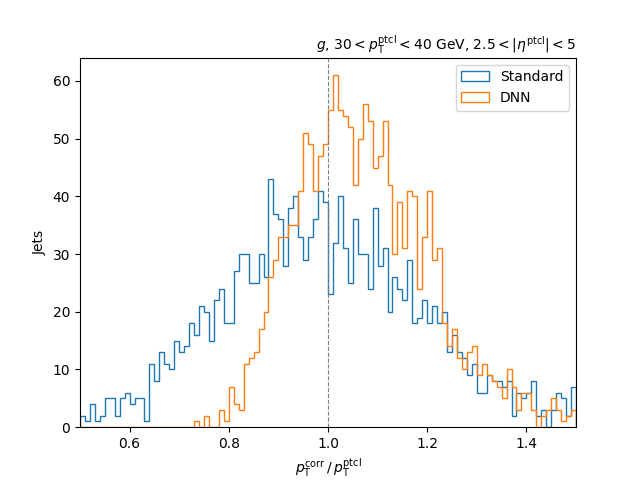 g, 30 < p_T^ptcl < 40 GeV, 2.5 < |η^ptcl| < 5
Standard
DNN
Jets
60
50
40
30
20
10
0
0.6 0.8 1.0 1.2 1.4
p_T^corr / p_T^ptcl